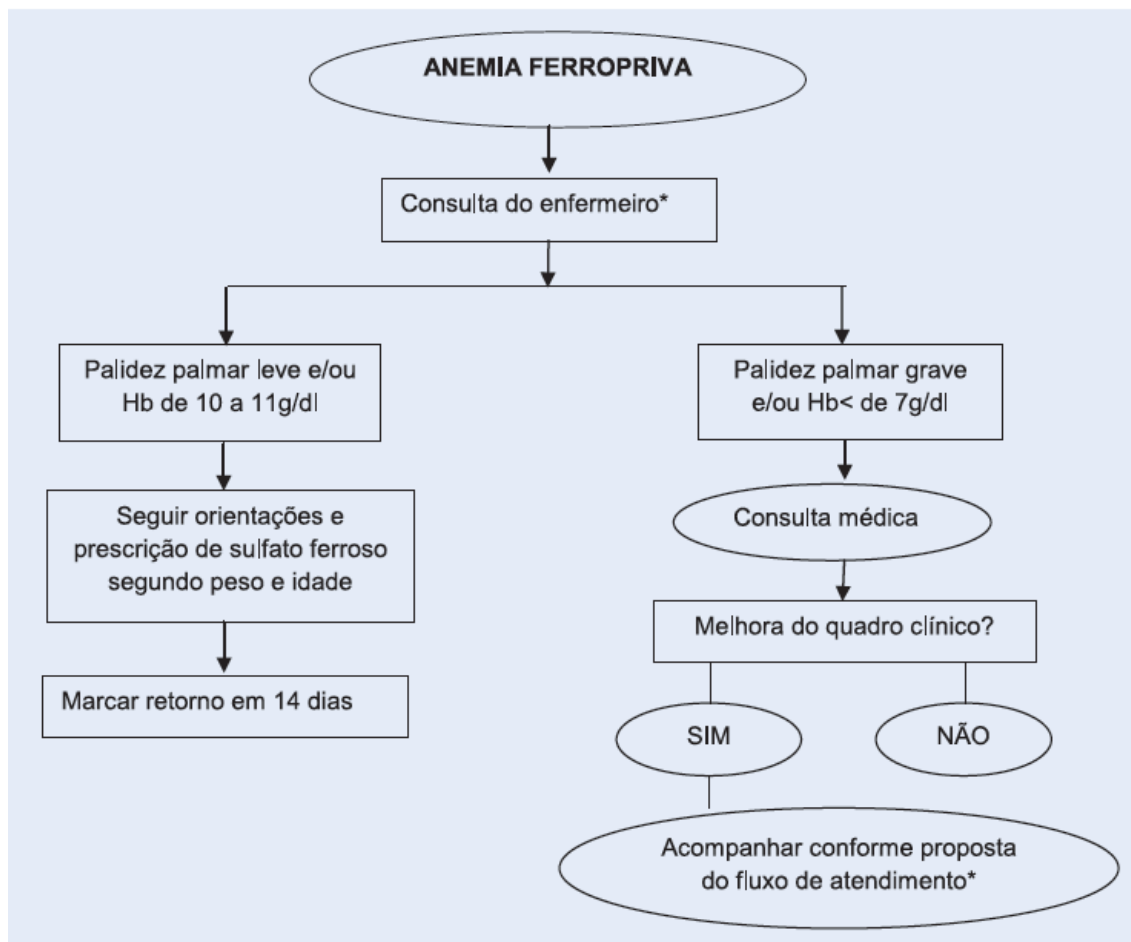 ANEMIA FERROPRIVA
Consulta do enfermeiro*
Palidez palmar leve e/ou
Hb de 10 a 11g/dl
Palidez palmar grave
e/ou Hb< de 7g/dl
Seguir orientações e
prescrição de sulfato ferroso
segundo peso e idade
Consulta médica
Melhora do quadro clínico?
Marcar retorno em 14 dias
SIM
NÃO
Acompanhar conforme proposta
do fluxo de atendimento*